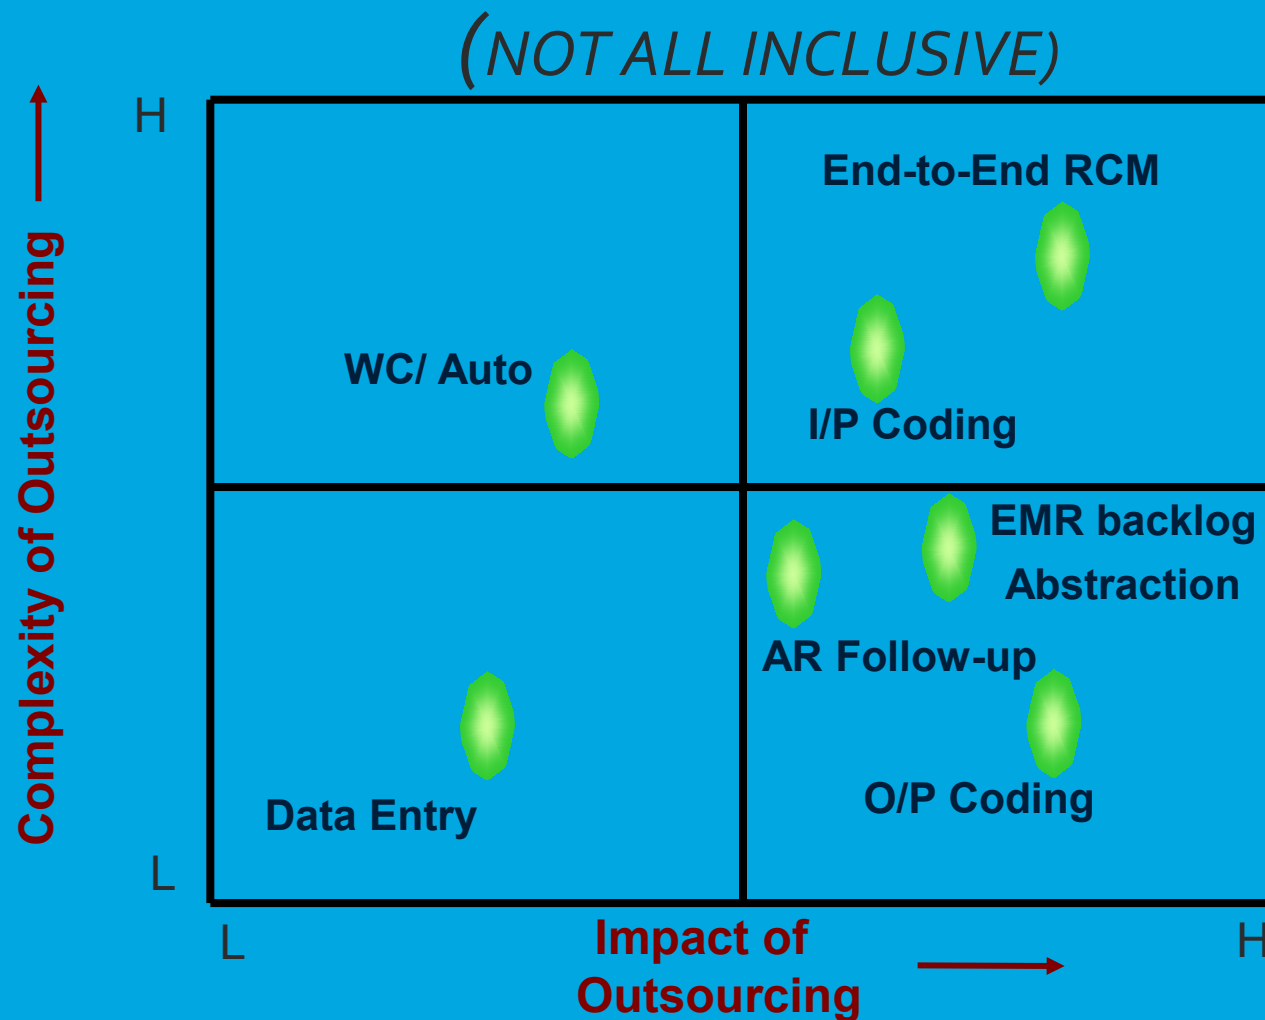 (NOT ALL INCLUSIVE)
H
End-to-End RCM
WC/ Auto
I/P Coding
Complexity of Outsourcing
EMR backlog
Abstraction
AR Follow-up
O/P Coding
Data Entry
L
L
H
Impact of
Outsourcing